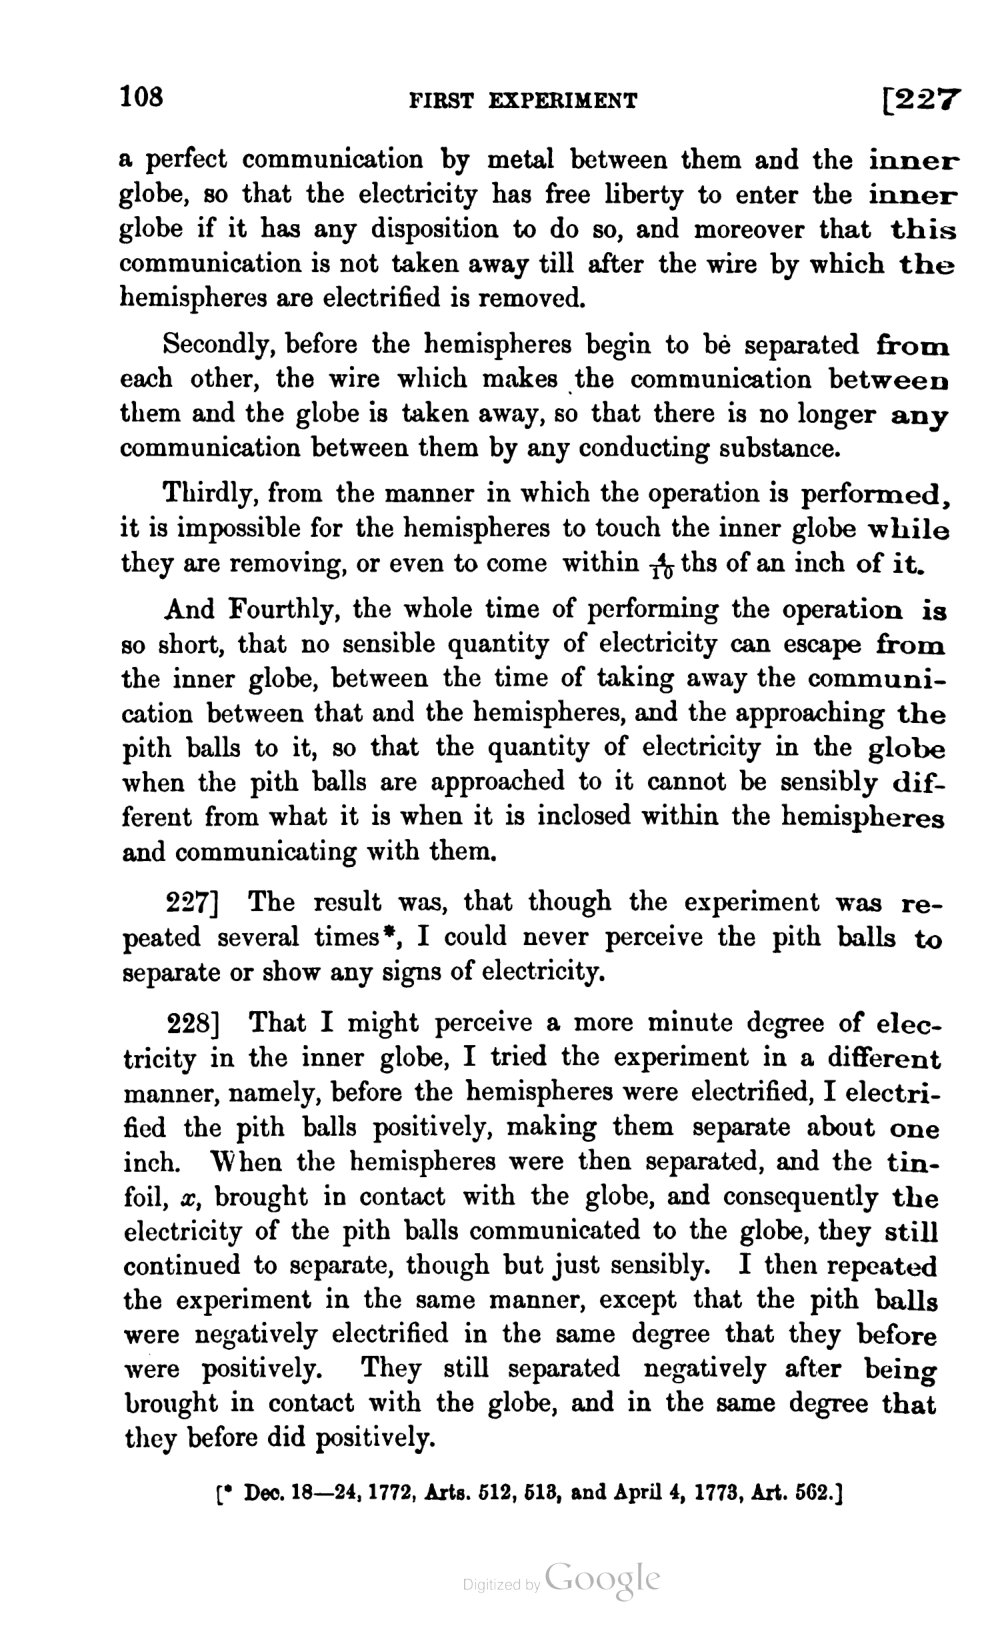 108 FIRST EXPERIMENT [227
a perfect communication by metal between them and the inner
globe, so that the electricity has free liberty to enter the inner
globe if it has any disposition to do so, and moreover that this
communication is not taken away till after the wire by which the
hemispheres are electrified is removed.
Secondly, before the hemispheres begin to be separated from
each other, the wire which makes the communication between
them and the globe is taken away, so that there is no longer any
communication between them by any conducting substance.
Thirdly, from the manner in which the operation is performed,
it is impossible for the hemispheres to touch the inner globe while
they are removing, or even to come within 4/10 ths of an inch of it.
And Fourthly, the whole time of performing the operation is
so short, that no sensible quantity of electricity can escape from
the inner globe, between the time of taking away the communi-
cation between that and the hemispheres, and the approaching the
pith balls to it, so that the quantity of electricity in the globe
when the pith balls are approached to it cannot be sensibly dif-
ferent from what it is when it is inclosed within the hemispheres
and communicating with them.
227] The result was, that though the experiment was re-
peated several times*, I could never perceive the pith balls to
separate or show any signs of electricity.
228] That I might perceive a more minute degree of elec-
tricity in the inner globe, I tried the experiment in a different
manner, namely, before the hemispheres were electrified, I electri-
fied the pith balls positively, making them separate about one
inch. When the hemispheres were then separated, and the tin-
foil, x, brought in contact with the globe, and consequently the
electricity of the pith balls communicated to the globe, they still
continued to separate, though but just sensibly. I then repeated
the experiment in the same manner, except that the pith balls
were negatively electrified in the same degree that they before
were positively. They still separated negatively after being
brought in contact with the globe, and in the same degree that
they before did positively.
[* Dec. 18—24, 1772, Arts. 512, 513, and April 4, 1773, Art. 562.]
Digitized by Google